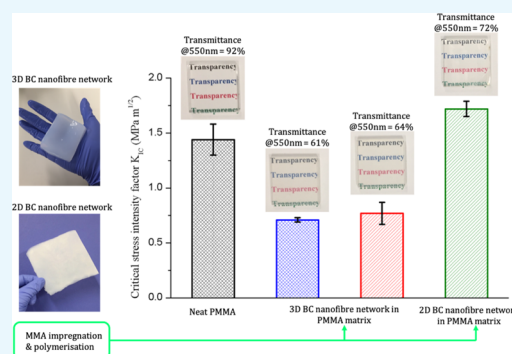 3D BC nanofibre network
2D BC nanofibre network
MMA impregnation
& polymerisation
Critical stress intensity factor K_IC (MPa m^1/2)
2.0
1.5
1.0
0.5
0.0
Transmittance
@550nm = 92%
Transparency
Transparency
Transparency
Transparency
Transmittance
@550nm = 61%
Transparency
Transparency
Transparency
Transparency
Transmittance
@550nm = 64%
Transparency
Transparency
Transparency
Transparency
Transmittance
@550nm = 72%
Transparency
Transparency
Transparency
Transparency
Neat PMMA
3D BC nanofibre network in
PMMA matrix
2D BC nanofibre network
in PMMA matrix